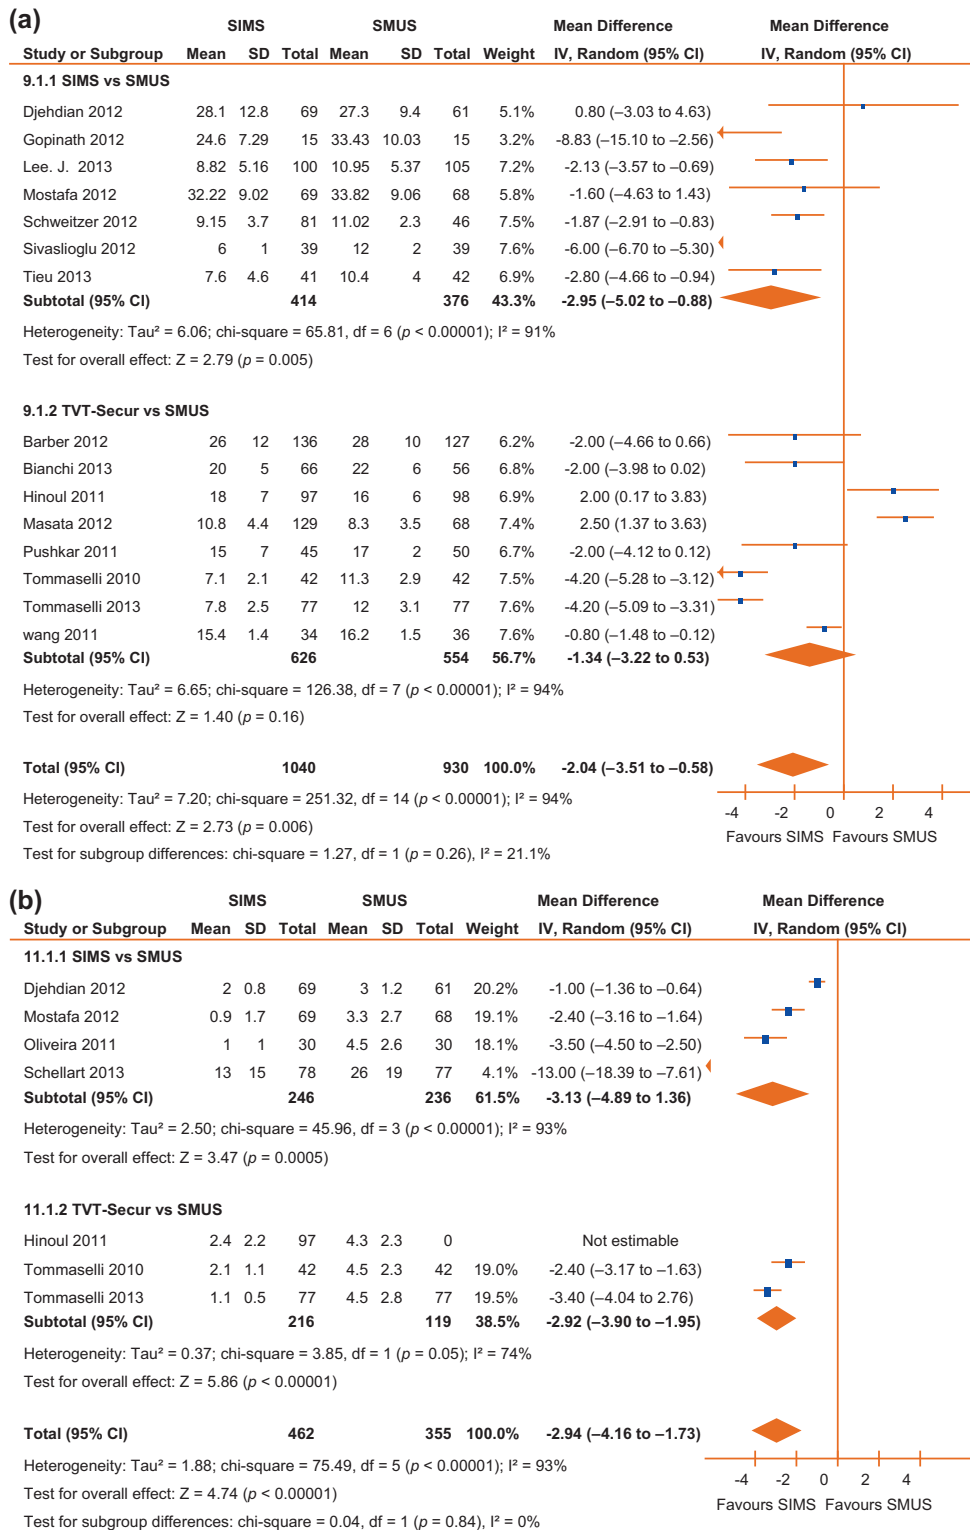 (a)
SIMS SMUS Mean Difference Mean Difference
Study or Subgroup Mean SD Total Mean SD Total Weight IV, Random (95% CI) IV, Random (95% CI)
9.1.1 SIMS vs SMUS
Djehdian 2012 28.1 12.8 69 27.3 9.4 61 5.1% 0.80 (−3.03 to 4.63)
Gopinath 2012 24.6 7.29 15 33.43 10.03 15 3.2% -8.83 (−15.10 to −2.56)
Lee. J. 2013 8.82 5.16 100 10.95 5.37 105 7.2% -2.13 (−3.57 to −0.69)
Mostafa 2012 32.22 9.02 69 33.82 9.06 68 5.8% -1.60 (−4.63 to 1.43)
Schweitzer 2012 9.15 3.7 81 11.02 2.3 46 7.5% -1.87 (−2.91 to −0.83)
Sivaslioglu 2012 6 1 39 12 2 39 7.6% -6.00 (−6.70 to −5.30)
Tieu 2013 7.6 4.6 41 10.4 4 42 6.9% -2.80 (−4.66 to −0.94)
Subtotal (95% CI) 414 376 43.3% -2.95 (−5.02 to −0.88)
Heterogeneity: Tau² = 6.06; chi-square = 65.81, df = 6 (p < 0.00001); I² = 91%
Test for overall effect: Z = 2.79 (p = 0.005)
9.1.2 TVT-Secur vs SMUS
Barber 2012 26 12 136 28 10 127 6.2% -2.00 (−4.66 to 0.66)
Bianchi 2013 20 5 66 22 6 56 6.8% -2.00 (−3.98 to 0.02)
Hinoul 2011 18 7 97 16 6 98 6.9% 2.00 (0.17 to 3.83)
Masata 2012 10.8 4.4 129 8.3 3.5 68 7.4% 2.50 (1.37 to 3.63)
Pushkar 2011 15 7 45 17 2 50 6.7% -2.00 (−4.12 to 0.12)
Tommaselli 2010 7.1 2.1 42 11.3 2.9 42 7.5% -4.20 (−5.28 to −3.12)
Tommaselli 2013 7.8 2.5 77 12 3.1 77 7.6% -4.20 (−5.09 to −3.31)
wang 2011 15.4 1.4 34 16.2 1.5 36 7.6% -0.80 (−1.48 to −0.12)
Subtotal (95% CI) 626 554 56.7% -1.34 (−3.22 to 0.53)
Heterogeneity: Tau² = 6.65; chi-square = 126.38, df = 7 (p < 0.00001); I² = 94%
Test for overall effect: Z = 1.40 (p = 0.16)
Total (95% CI) 1040 930 100.0% -2.04 (−3.51 to −0.58)
Heterogeneity: Tau² = 7.20; chi-square = 251.32, df = 14 (p < 0.00001); I² = 94%
-4 -2 0 2 4
Test for overall effect: Z = 2.73 (p = 0.006)
Favours SIMS Favours SMUS
Test for subgroup differences: chi-square = 1.27, df = 1 (p = 0.26), I² = 21.1%
(b)
SIMS SMUS Mean Difference Mean Difference
Study or Subgroup Mean SD Total Mean SD Total Weight IV, Random (95% CI) IV, Random (95% CI)
11.1.1 SIMS vs SMUS
Djehdian 2012 2 0.8 69 3 1.2 61 20.2% -1.00 (−1.36 to −0.64)
Mostafa 2012 0.9 1.7 69 3.3 2.7 68 19.1% -2.40 (−3.16 to −1.64)
Oliveira 2011 1 1 30 4.5 2.6 30 18.1% -3.50 (−4.50 to −2.50)
Schellart 2013 13 15 78 26 19 77 4.1% -13.00 (−18.39 to −7.61)
Subtotal (95% CI) 246 236 61.5% -3.13 (−4.89 to 1.36)
Heterogeneity: Tau² = 2.50; chi-square = 45.96, df = 3 (p < 0.00001); I² = 93%
Test for overall effect: Z = 3.47 (p = 0.0005)
11.1.2 TVT-Secur vs SMUS
Hinoul 2011 2.4 2.2 97 4.3 2.3 0 Not estimable
Tommaselli 2010 2.1 1.1 42 4.5 2.3 42 19.0% -2.40 (−3.17 to −1.63)
Tommaselli 2013 1.1 0.5 77 4.5 2.8 77 19.5% -3.40 (−4.04 to 2.76)
Subtotal (95% CI) 216 119 38.5% -2.92 (−3.90 to −1.95)
Heterogeneity: Tau² = 0.37; chi-square = 3.85, df = 1 (p = 0.05); I² = 74%
Test for overall effect: Z = 5.86 (p < 0.00001)
Total (95% CI) 462 355 100.0% -2.94 (−4.16 to −1.73)
Heterogeneity: Tau² = 1.88; chi-square = 75.49, df = 5 (p < 0.00001); I² = 93%
-4 -2 0 2 4
Test for overall effect: Z = 4.74 (p < 0.00001)
Favours SIMS Favours SMUS
Test for subgroup differences: chi-square = 0.04, df = 1 (p = 0.84), I² = 0%